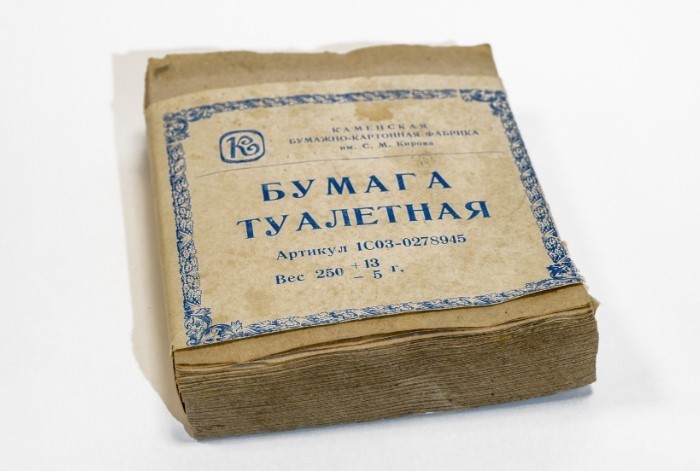 К
КАМЕНСКАЯ
БУМАЖНО-КАРТОННАЯ ФАБРИКА
им. С. М. Кирова
БУМАГА
ТУАЛЕТНАЯ
Артикул 1С03-0278945
Вес 250 + 13 – 5 г.